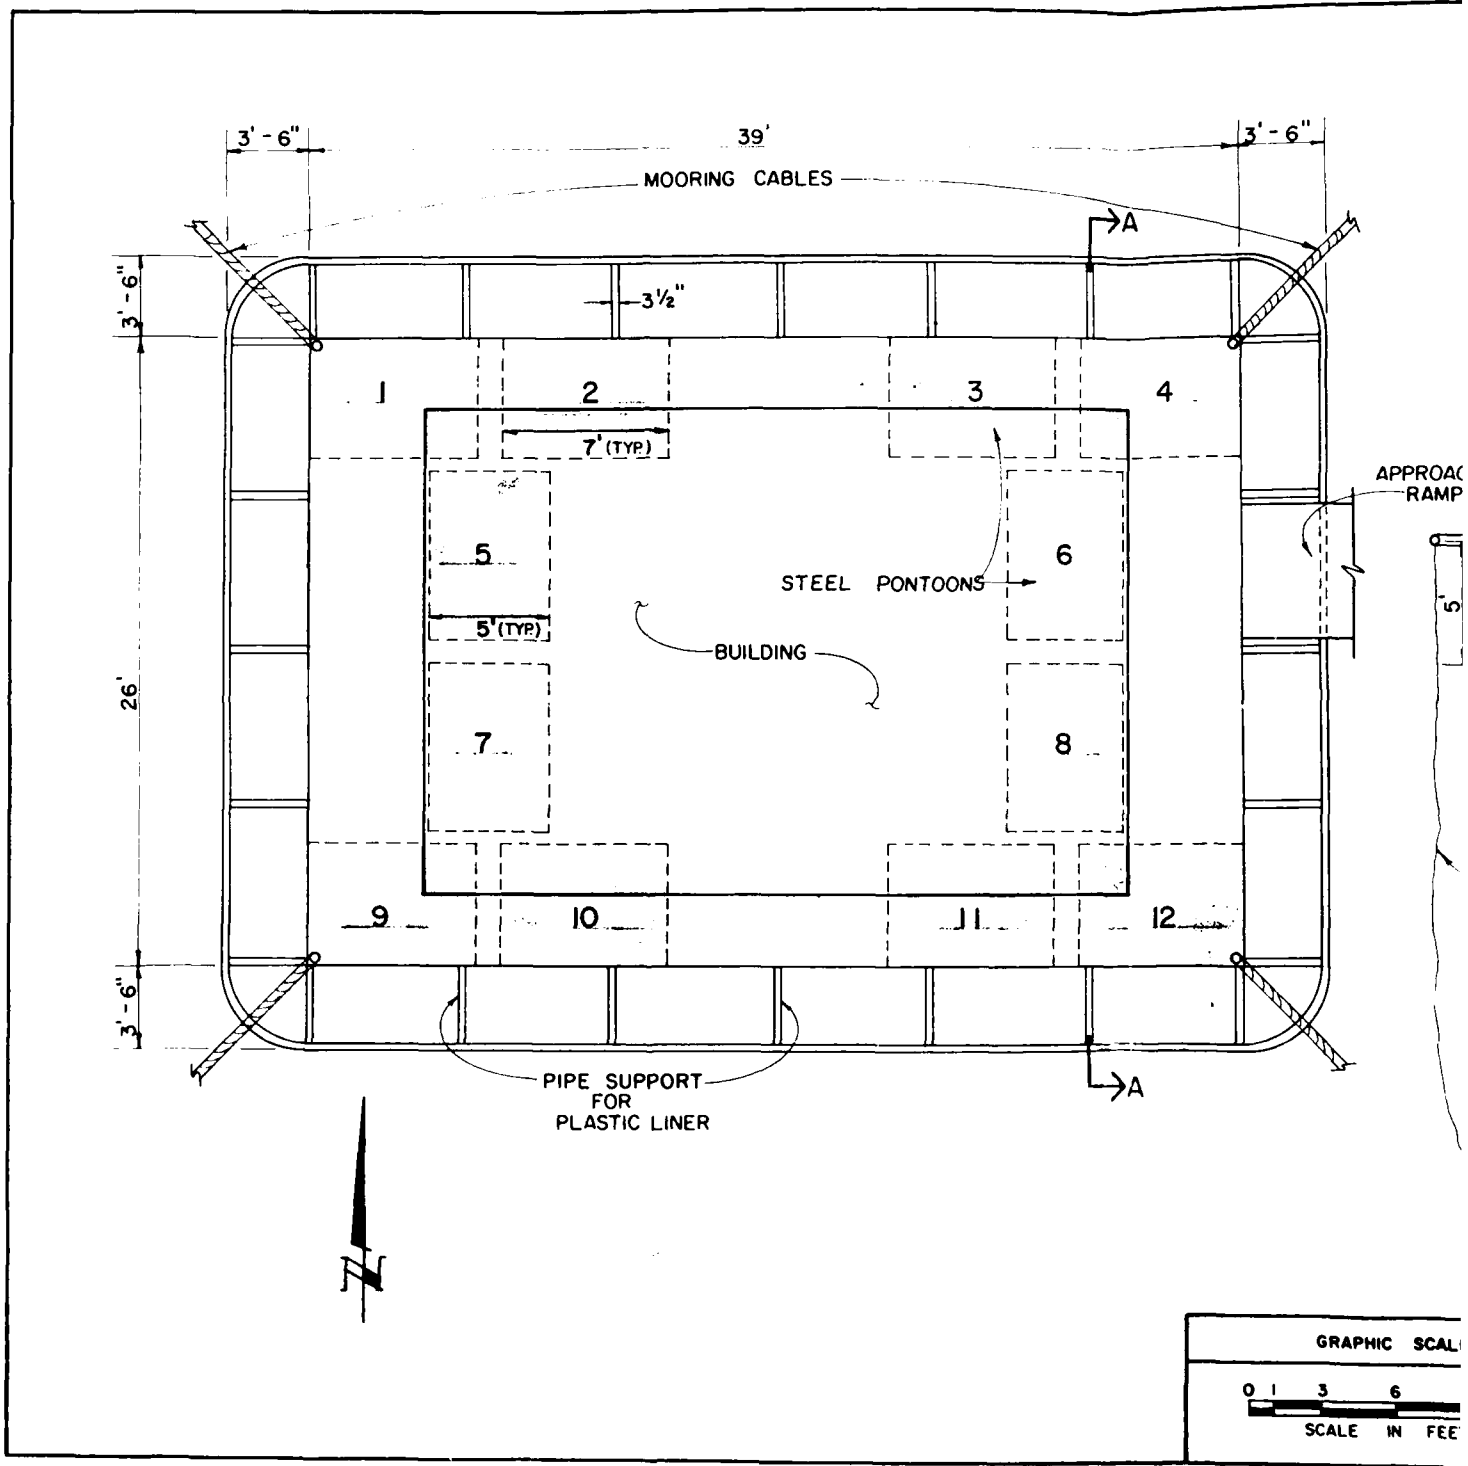 3'-6"
39'
3'-6"
MOORING CABLES
A
3'-6"
3½"
1
2
3
4
7' (TYP.)
APPROAC
RAMP
5
6
STEEL PONTOONS
5'
5' (TYP.)
BUILDING
26'
7
8
9
10
11
12
3'-6"
PIPE SUPPORT
FOR
PLASTIC LINER
A
N
GRAPHIC SCAL
0 1 3 6
SCALE IN FEE